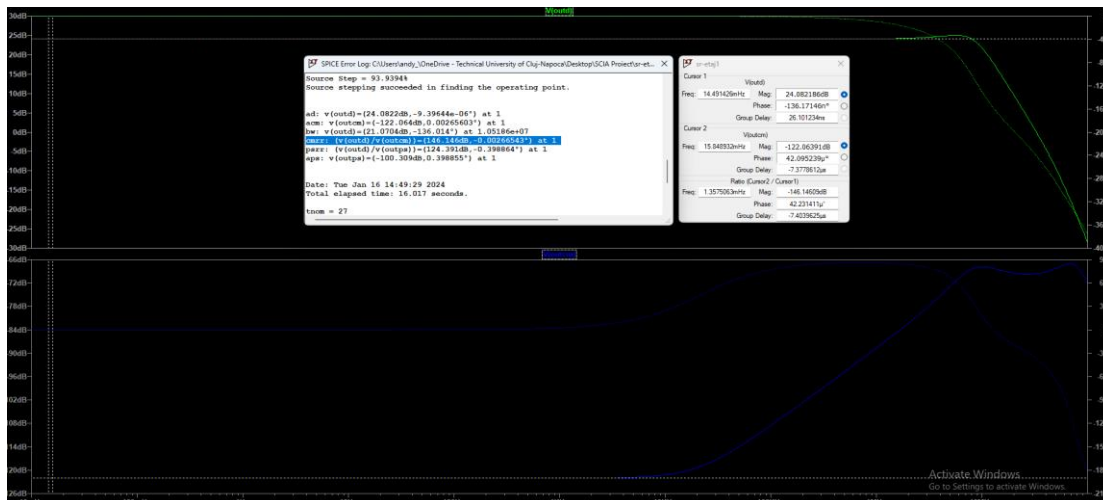 V(outd)
30dB
25dB
20dB
15dB
10dB
5dB
0dB
-5dB
-10dB
-15dB
-20dB
-25dB
-30dB
SPICE Error Log: C:\Users\andy_\OneDrive - Technical University of Cluj-Napoca\Desktop\SCIA Proiect\sr-et...
Source Step = 93.9394%
Source stepping succeeded in finding the operating point.
ad: v(outd)=(24.0822dB,-9.39644e-06°) at 1
acm: v(outcm)=(-122.064dB,0.00265603°) at 1
bw: v(outd)=(21.0704dB,-136.014°) at 1.05186e+07
cmrr: (v(outd)/v(outcm))=(146.146dB,-0.00266543°) at 1
psrr: (v(outd)/v(outps))=(124.391dB,-0.398864°) at 1
aps: v(outps)=(-100.309dB,0.398855°) at 1
Date: Tue Jan 16 14:49:29 2024
Total elapsed time: 16.017 seconds.
tnom = 27
sr-etaj1
Cursor 1
V(outd)
Freq: 14.491426mHz Mag: 24.082186dB
Phase: -136.17146n°
Group Delay: 26.101234ns
Cursor 2
V(outcm)
Freq: 15.848932mHz Mag: -122.06391dB
Phase: 42.095239µ°
Group Delay: -7.3778612µs
Ratio (Cursor2 / Cursor1)
Freq: 1.3575063mHz Mag: -146.14609dB
Phase: 42.231411µ°
Group Delay: -7.4039625µs
-66dB
-72dB
-78dB
-84dB
-90dB
-96dB
Activate Windows
Go to Settings to activate Windows.